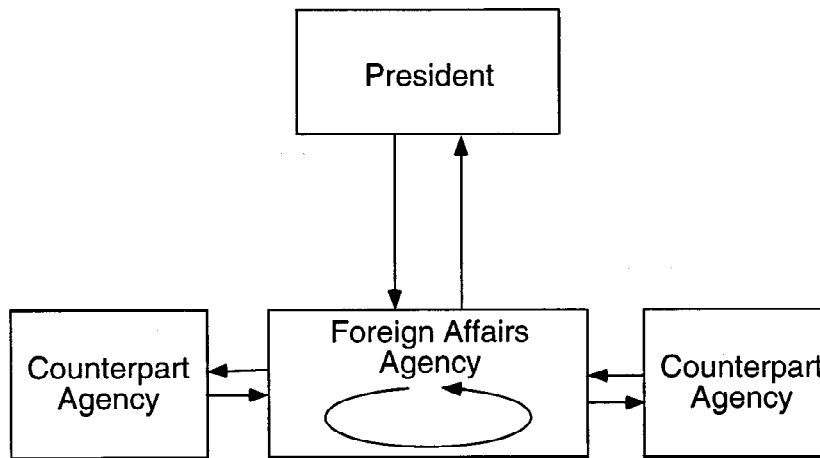 President
Foreign Affairs
Agency
Counterpart
Agency
Counterpart
Agency